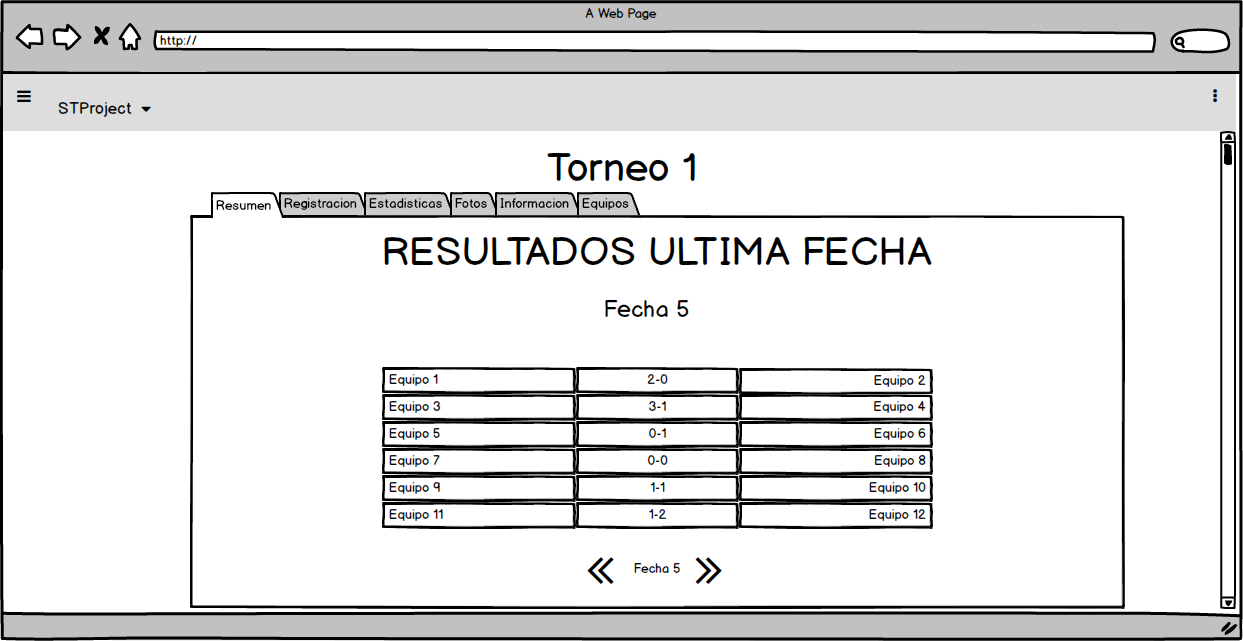 A Web Page
http://
STProject
Torneo 1
Resumen Registracion Estadisticas Fotos Informacion Equipos
RESULTADOS ULTIMA FECHA
Fecha 5
Equipo 1 2-0 Equipo 2
Equipo 3 3-1 Equipo 4
Equipo 5 0-1 Equipo 6
Equipo 7 0-0 Equipo 8
Equipo 9 1-1 Equipo 10
Equipo 11 1-2 Equipo 12
Fecha 5